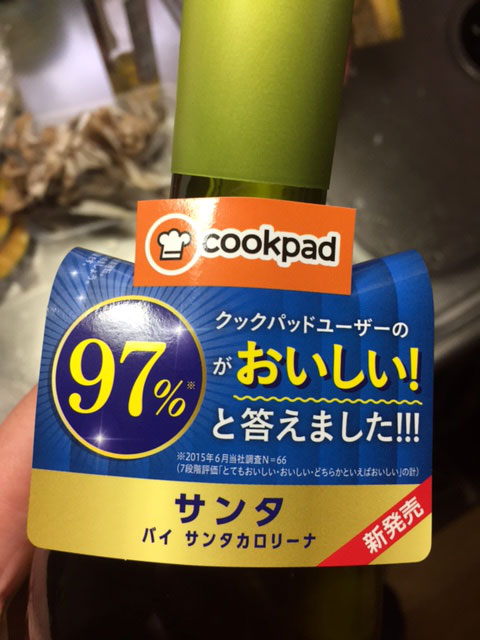 cookpad
クックパッドユーザーの
97%※
が おいしい!
と答えました!!!
※2015年6月当社調査N=66
(7段階評価「とてもおいしい・おいしい・どちらかといえばおいしい」の計)
サンタ
バイ サンタカロリーナ
新発売